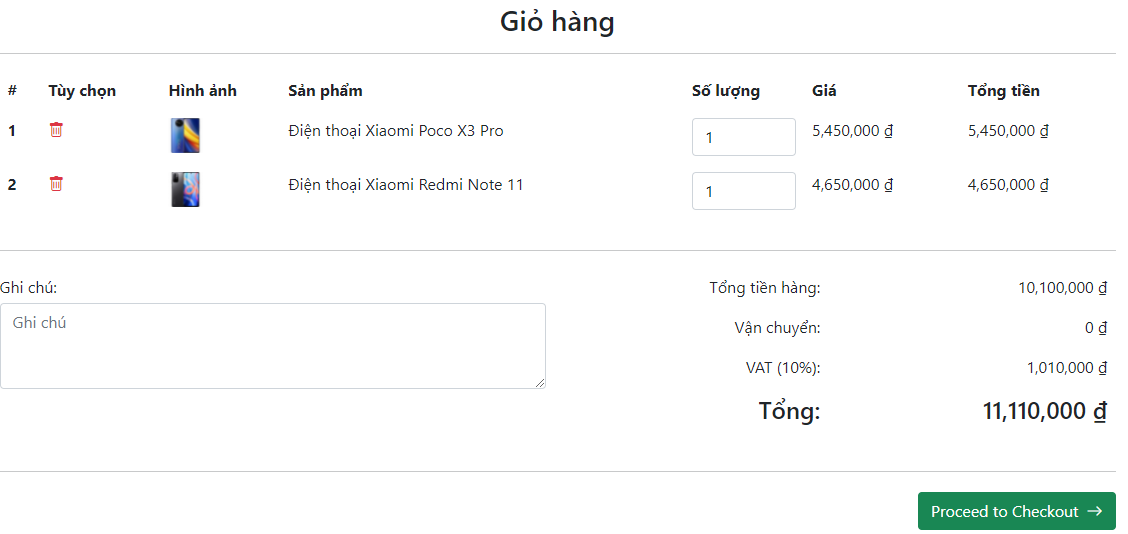 Giỏ hàng
# Tùy chọn Hình ảnh Sản phẩm Số lượng Giá Tổng tiền
1 Điện thoại Xiaomi Poco X3 Pro 1 5,450,000 ₫ 5,450,000 ₫
2 Điện thoại Xiaomi Redmi Note 11 1 4,650,000 ₫ 4,650,000 ₫
Ghi chú:
Ghi chú
Tổng tiền hàng: 10,100,000 ₫
Vận chuyển: 0 ₫
VAT (10%): 1,010,000 ₫
Tổng: 11,110,000 ₫
Proceed to Checkout →